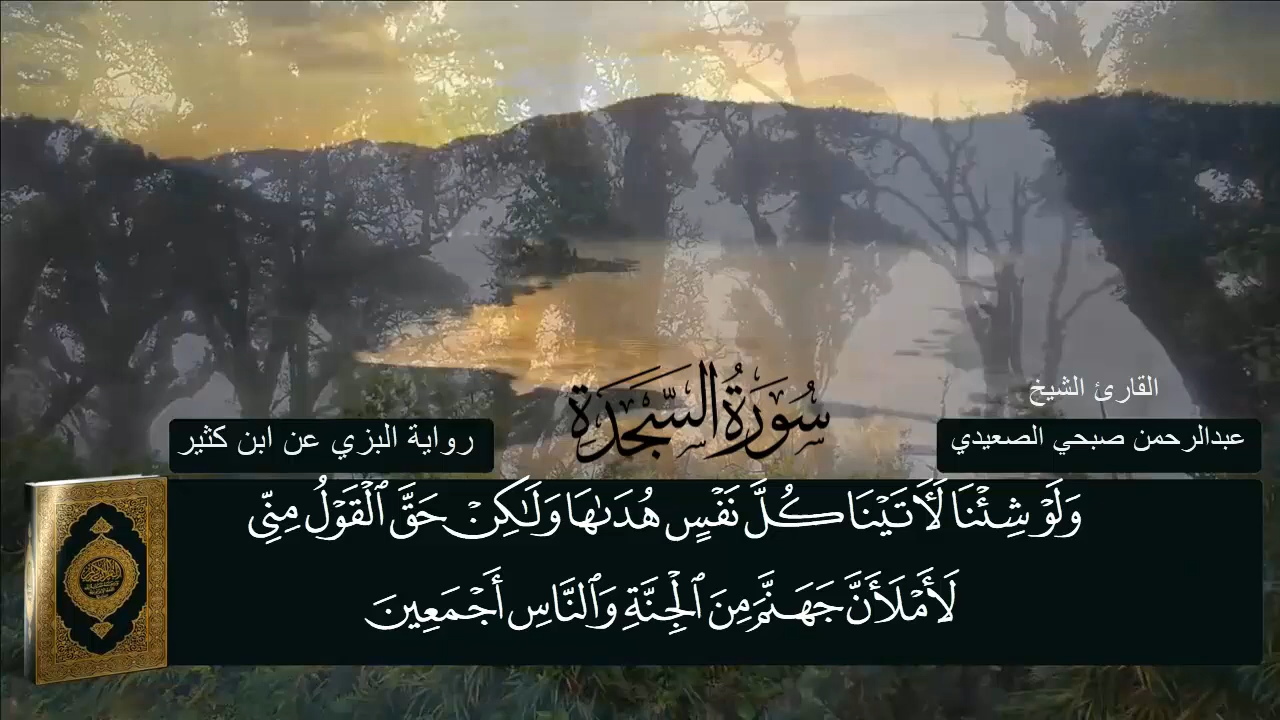 القارئ الشيخ
عبدالرحمن صبحي الصعيدي
سُورَةُ السَّجَدَةِ
رواية البزي عن ابن كثير
وَلَوۡ شِئۡنَا لَأٓتَيۡنَا كُلَّ نَفۡسٍ هُدَىٰهَا وَلَٰكِنۡ حَقَّ ٱلۡقَوۡلُ مِنِّي
لَأَمۡلَأَنَّ جَهَنَّمَ مِنَ ٱلۡجِنَّةِ وَٱلنَّاسِ أَجۡمَعِينَ